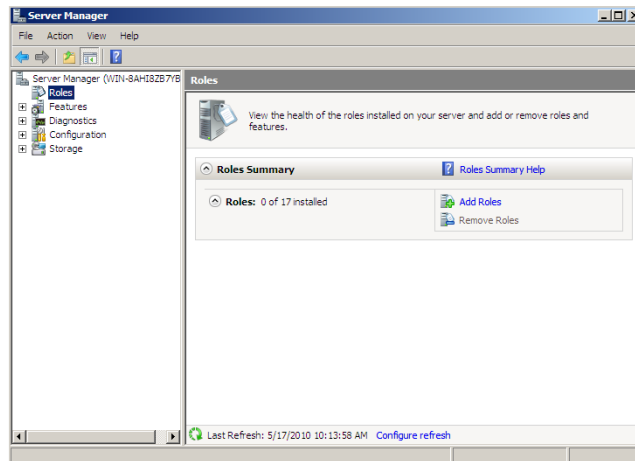 Server Manager
File Action View Help
Server Manager (WIN-8AHI8ZB7YB
Roles
Features
Diagnostics
Configuration
Storage
Roles
View the health of the roles installed on your server and add or remove roles and
features.
Roles Summary
Roles Summary Help
Roles: 0 of 17 installed
Add Roles
Remove Roles
Last Refresh: 5/17/2010 10:13:58 AM Configure refresh